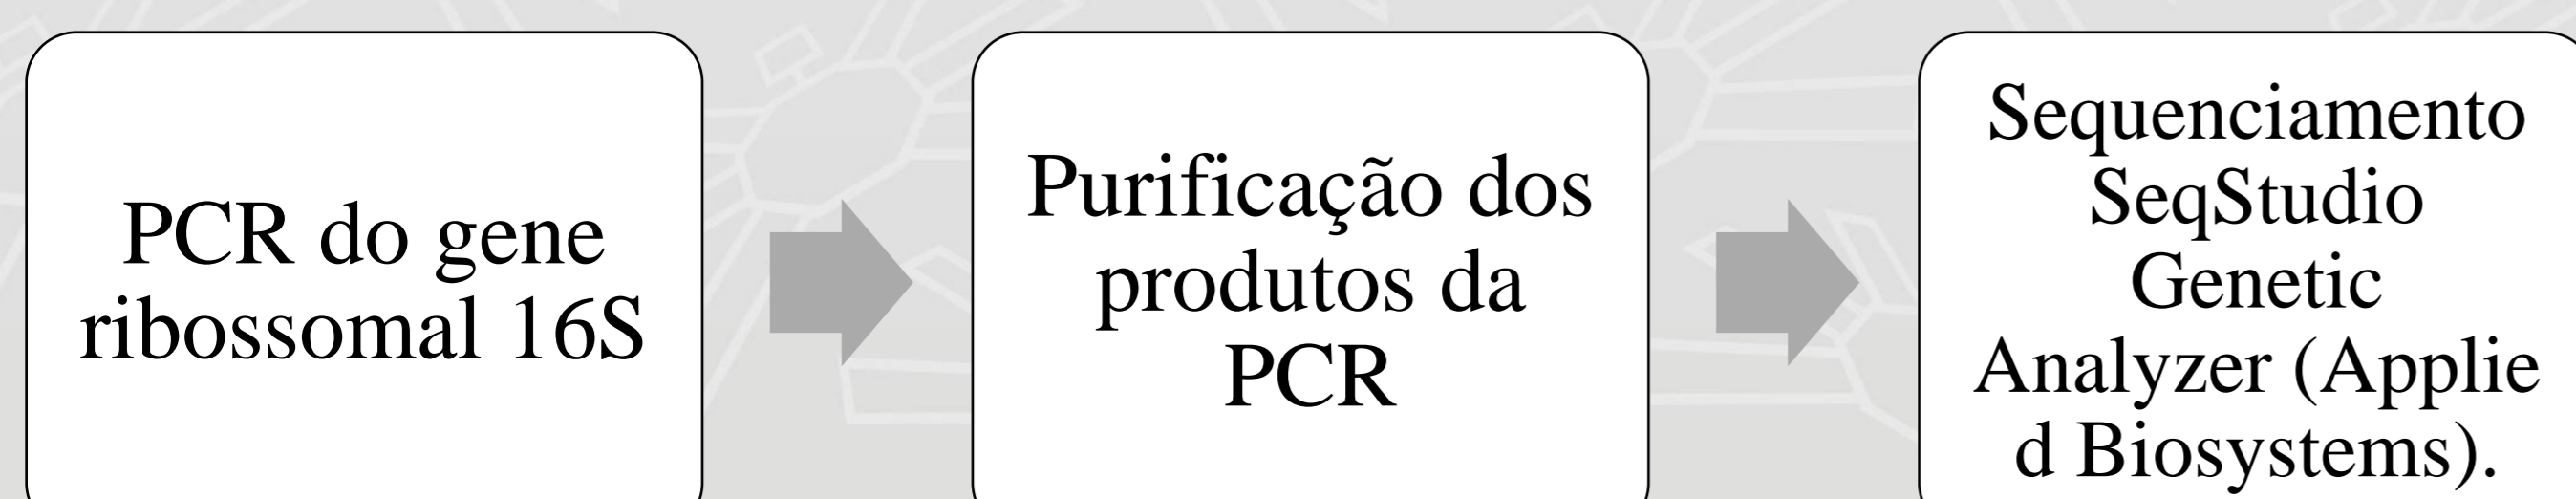 PCR do gene
ribossomal 16S
Purificação dos
produtos da
PCR
Sequenciamento
SeqStudio
Genetic
Analyzer (Applie
d Biosystems).